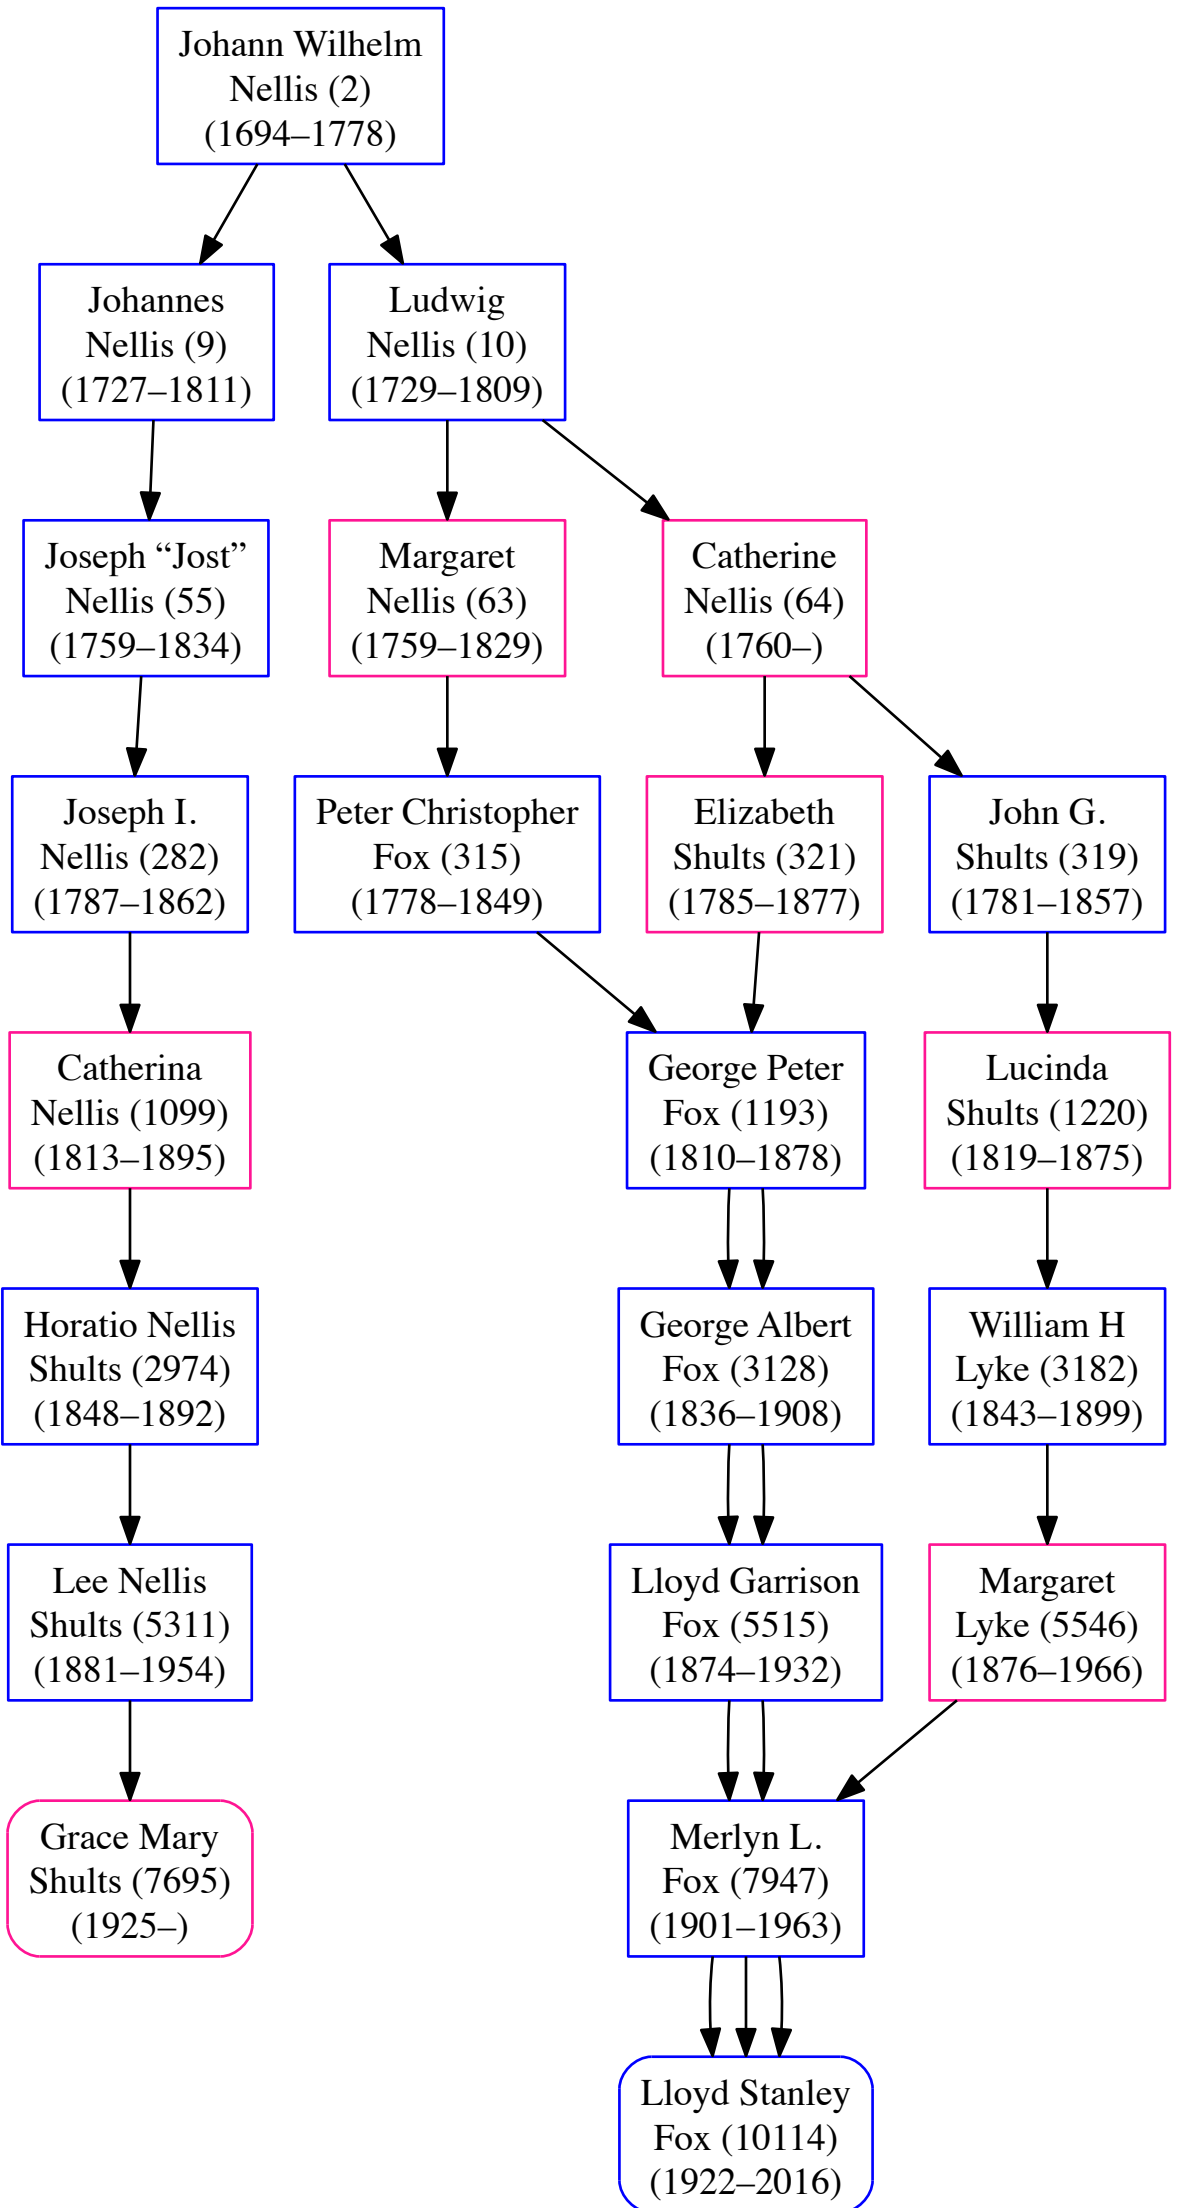 Johann Wilhelm
Nellis (2)
(1694–1778)
Johannes
Nellis (9)
(1727–1811)
Ludwig
Nellis (10)
(1729–1809)
Joseph “Jost”
Nellis (55)
(1759–1834)
Margaret
Nellis (63)
(1759–1829)
Catherine
Nellis (64)
(1760–)
Joseph I.
Nellis (282)
(1787–1862)
Peter Christopher
Fox (315)
(1778–1849)
Elizabeth
Shults (321)
(1785–1877)
John G.
Shults (319)
(1781–1857)
Catherina
Nellis (1099)
(1813–1895)
George Peter
Fox (1193)
(1810–1878)
Lucinda
Shults (1220)
(1819–1875)
Horatio Nellis
Shults (2974)
(1848–1892)
George Albert
Fox (3128)
(1836–1908)
William H
Lyke (3182)
(1843–1899)
Lee Nellis
Shults (5311)
(1881–1954)
Lloyd Garrison
Fox (5515)
(1874–1932)
Margaret
Lyke (5546)
(1876–1966)
Grace Mary
Shults (7695)
(1925–)
Merlyn L.
Fox (7947)
(1901–1963)
Lloyd Stanley
Fox (10114)
(1922–2016)